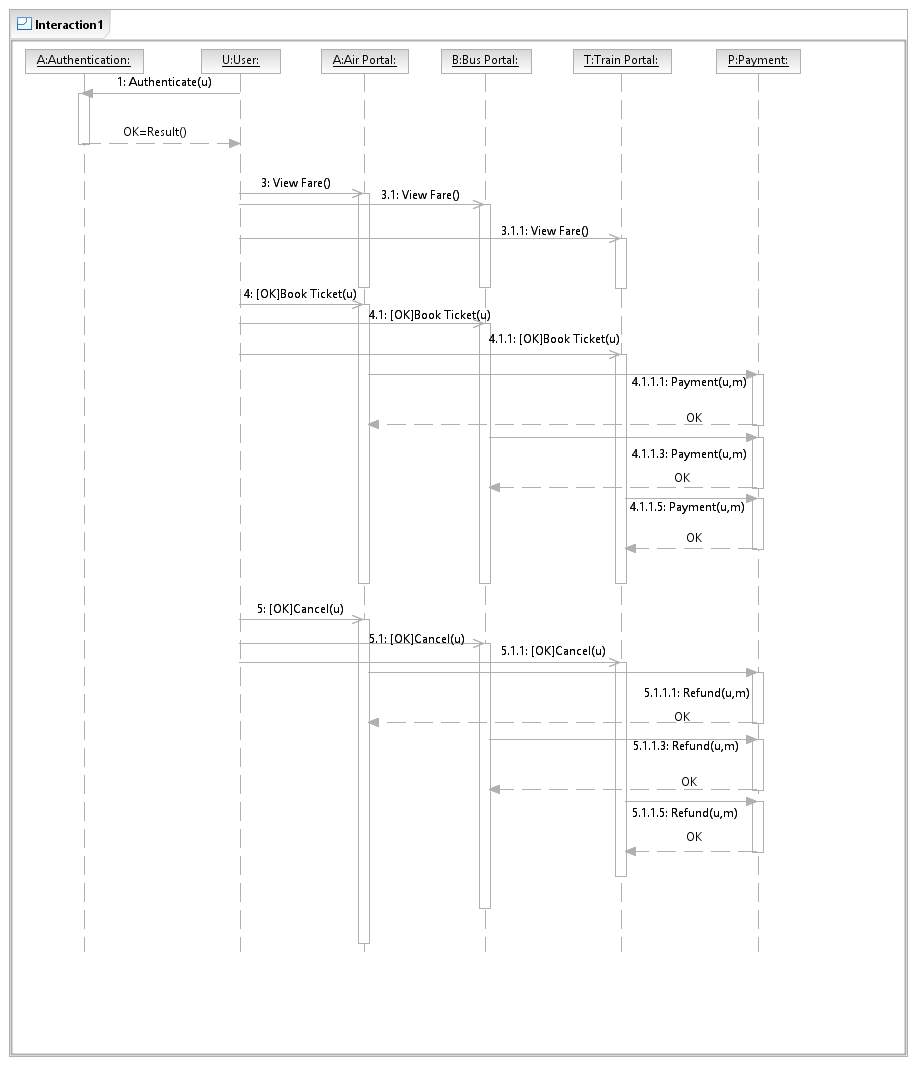 Interaction1
A:Authentication:
U:User:
A:Air Portal:
B:Bus Portal:
T:Train Portal:
P:Payment:
1: Authenticate(u)
OK=Result()
3: View Fare()
3.1: View Fare()
3.1.1: View Fare()
4: [OK]Book Ticket(u)
4.1: [OK]Book Ticket(u)
4.1.1: [OK]Book Ticket(u)
4.1.1.1: Payment(u,m)
OK
4.1.1.3: Payment(u,m)
OK
4.1.1.5: Payment(u,m)
OK
5: [OK]Cancel(u)
5.1: [OK]Cancel(u)
5.1.1: [OK]Cancel(u)
5.1.1.1: Refund(u,m)
OK
5.1.1.3: Refund(u,m)
OK
5.1.1.5: Refund(u,m)
OK